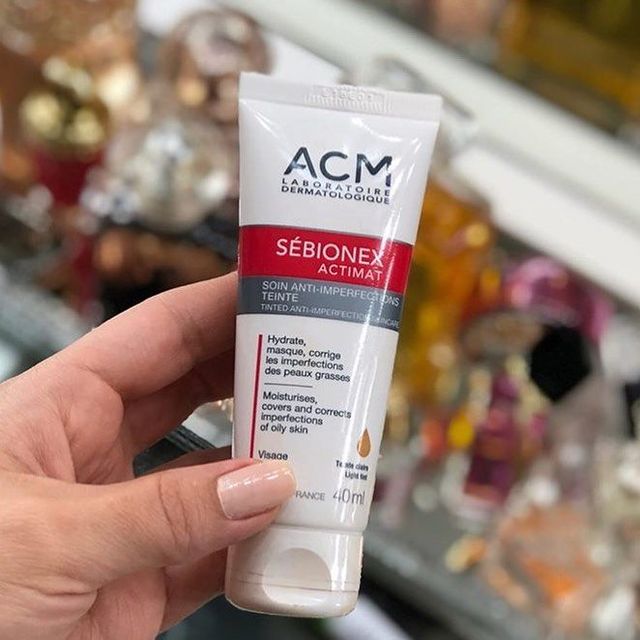 ACM
LABORATOIRE
DERMATOLOGIQUE
SÉBIONEX
ACTIMAT
SOIN ANTI-IMPERFECTIONS
TEINTE
TINTED ANTI-IMPERFECTION SKINCARE
Hydrate,
masque, corrige
les imperfections
des peaux grasses
Moisturises,
covers and corrects
imperfections
of oily skin
Visage
Teinte claire
Light tint
FRANCE 40ml